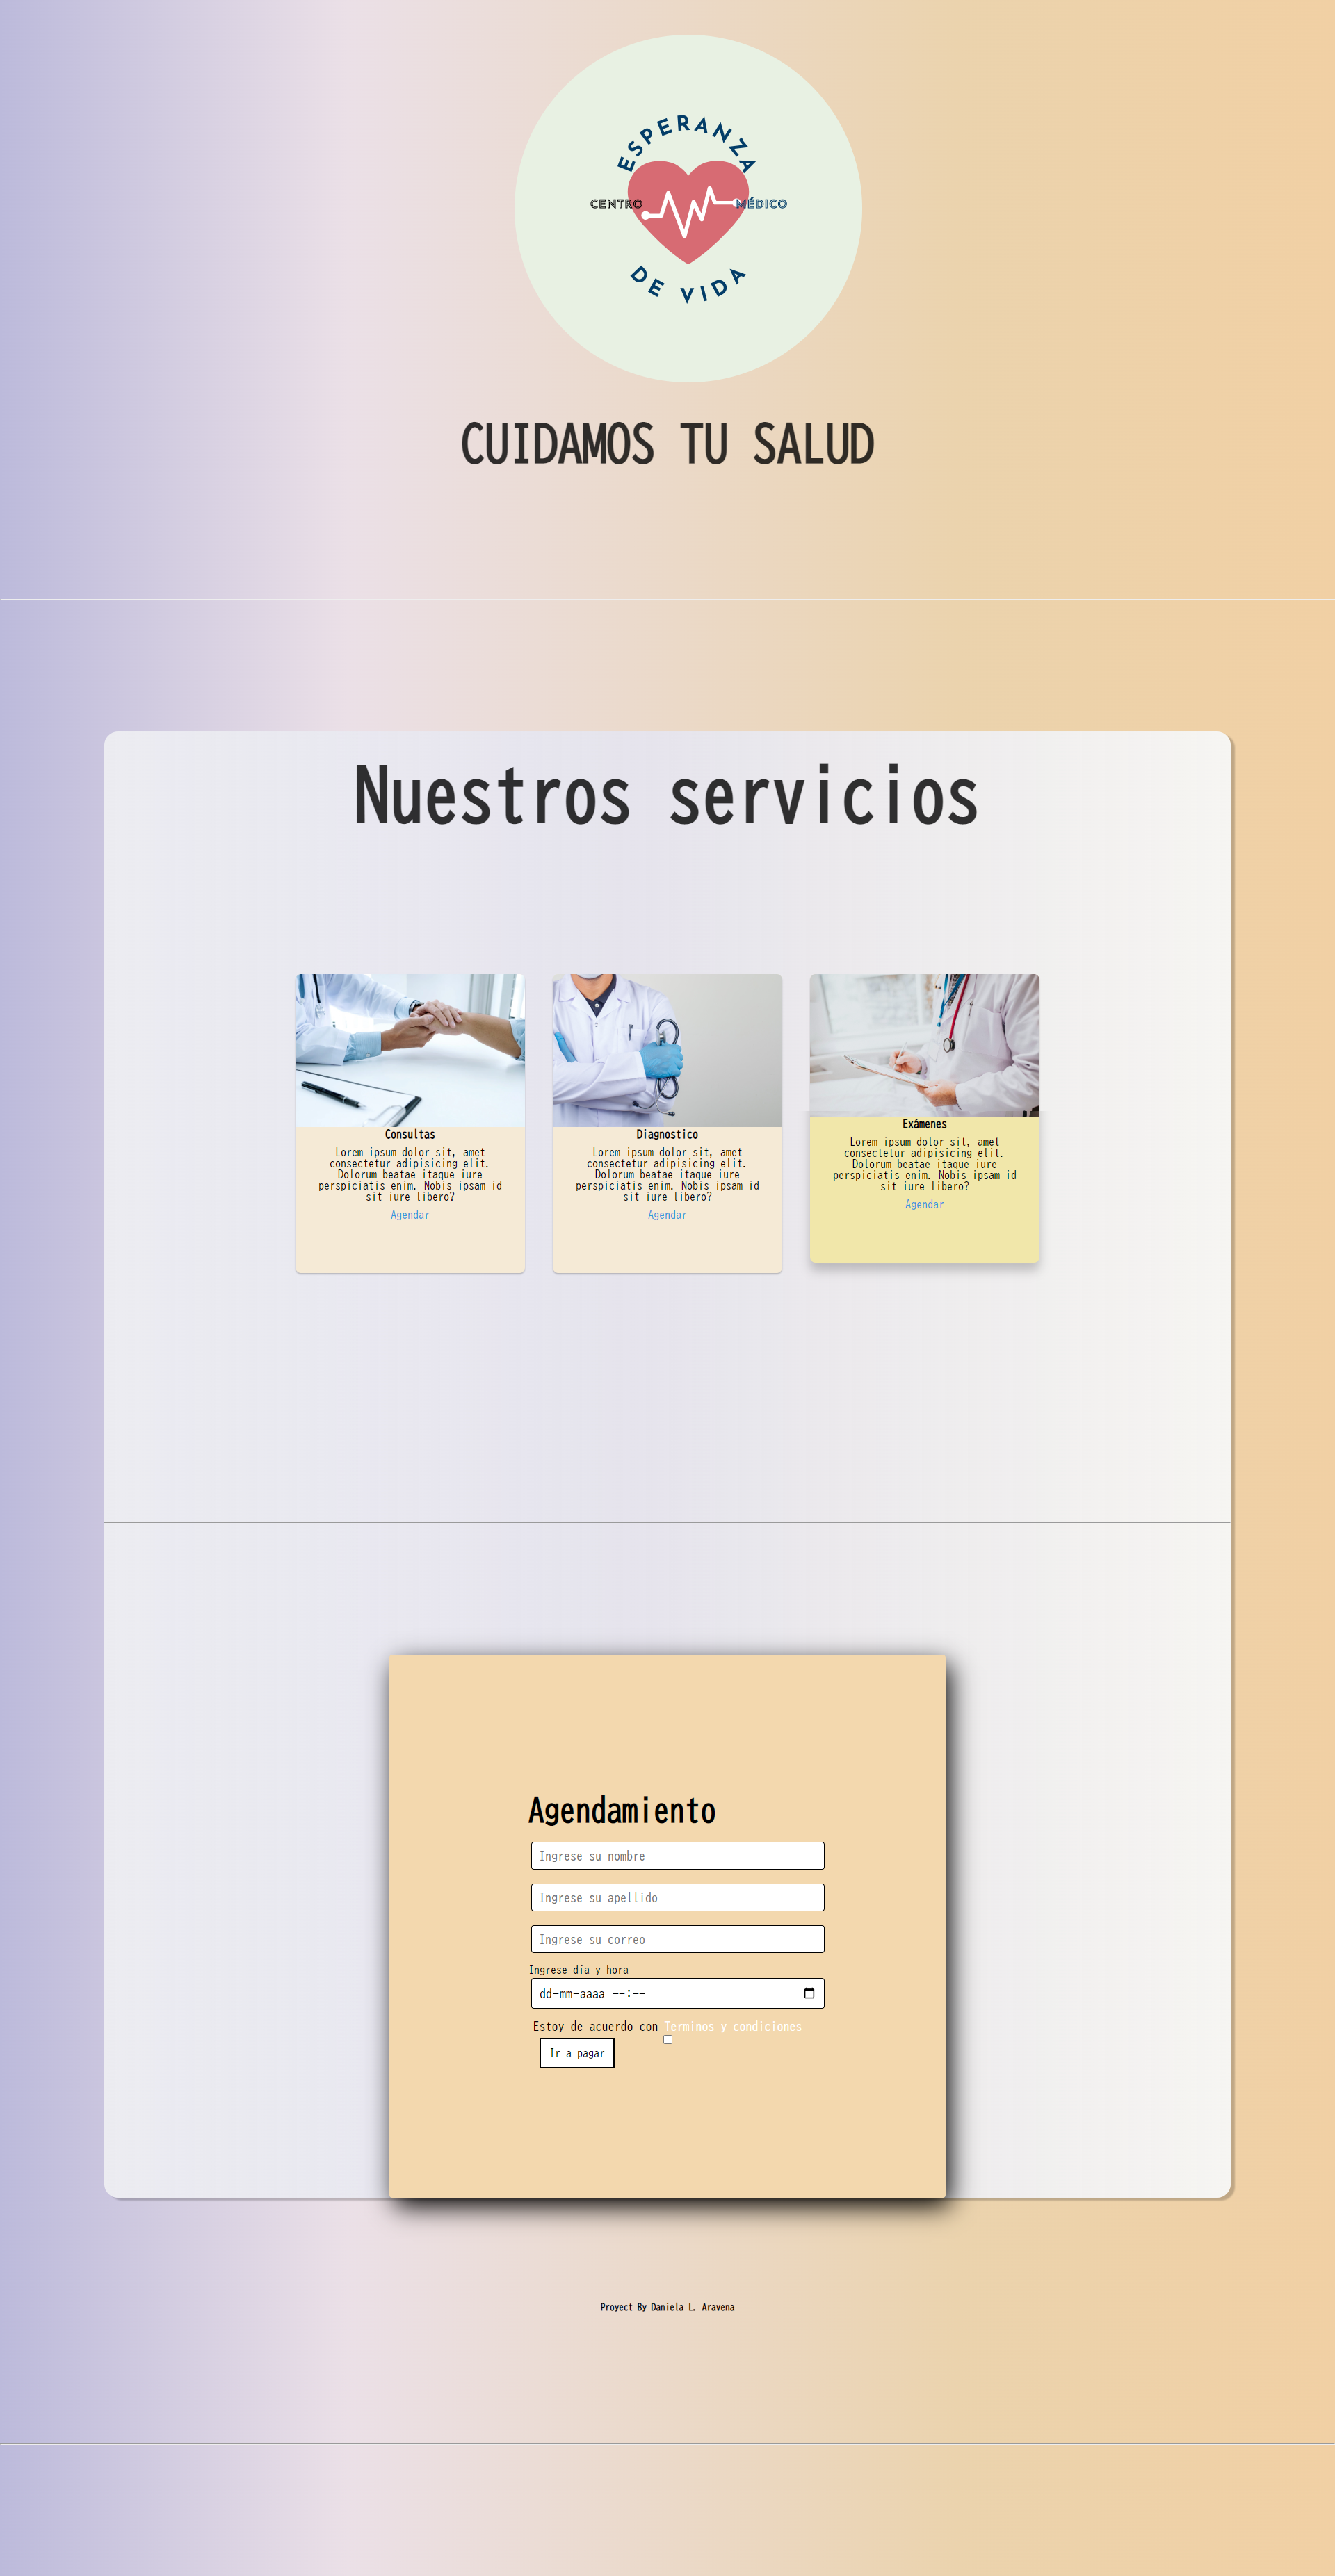 ESPERANZA
CENTRO MÉDICO
DE VIDA
CUIDAMOS TU SALUD
Nuestros servicios
Consultas
Lorem ipsum dolor sit, amet
consectetur adipisicing elit.
Dolorum beatae itaque iure
perspiciatis enim. Nobis ipsam id
sit iure libero?
Agendar
Diagnostico
Lorem ipsum dolor sit, amet
consectetur adipisicing elit.
Dolorum beatae itaque iure
perspiciatis enim. Nobis ipsam id
sit iure libero?
Agendar
Exámenes
Lorem ipsum dolor sit, amet
consectetur adipisicing elit.
Dolorum beatae itaque iure
perspiciatis enim. Nobis ipsam id
sit iure libero?
Agendar
Agendamiento
Ingrese su nombre
Ingrese su apellido
Ingrese su correo
Ingrese dia y hora
dd-mm-aaaa --:--
Estoy de acuerdo con Terminos y condiciones
Ir a pagar
Proyect By Daniela L. Aravena